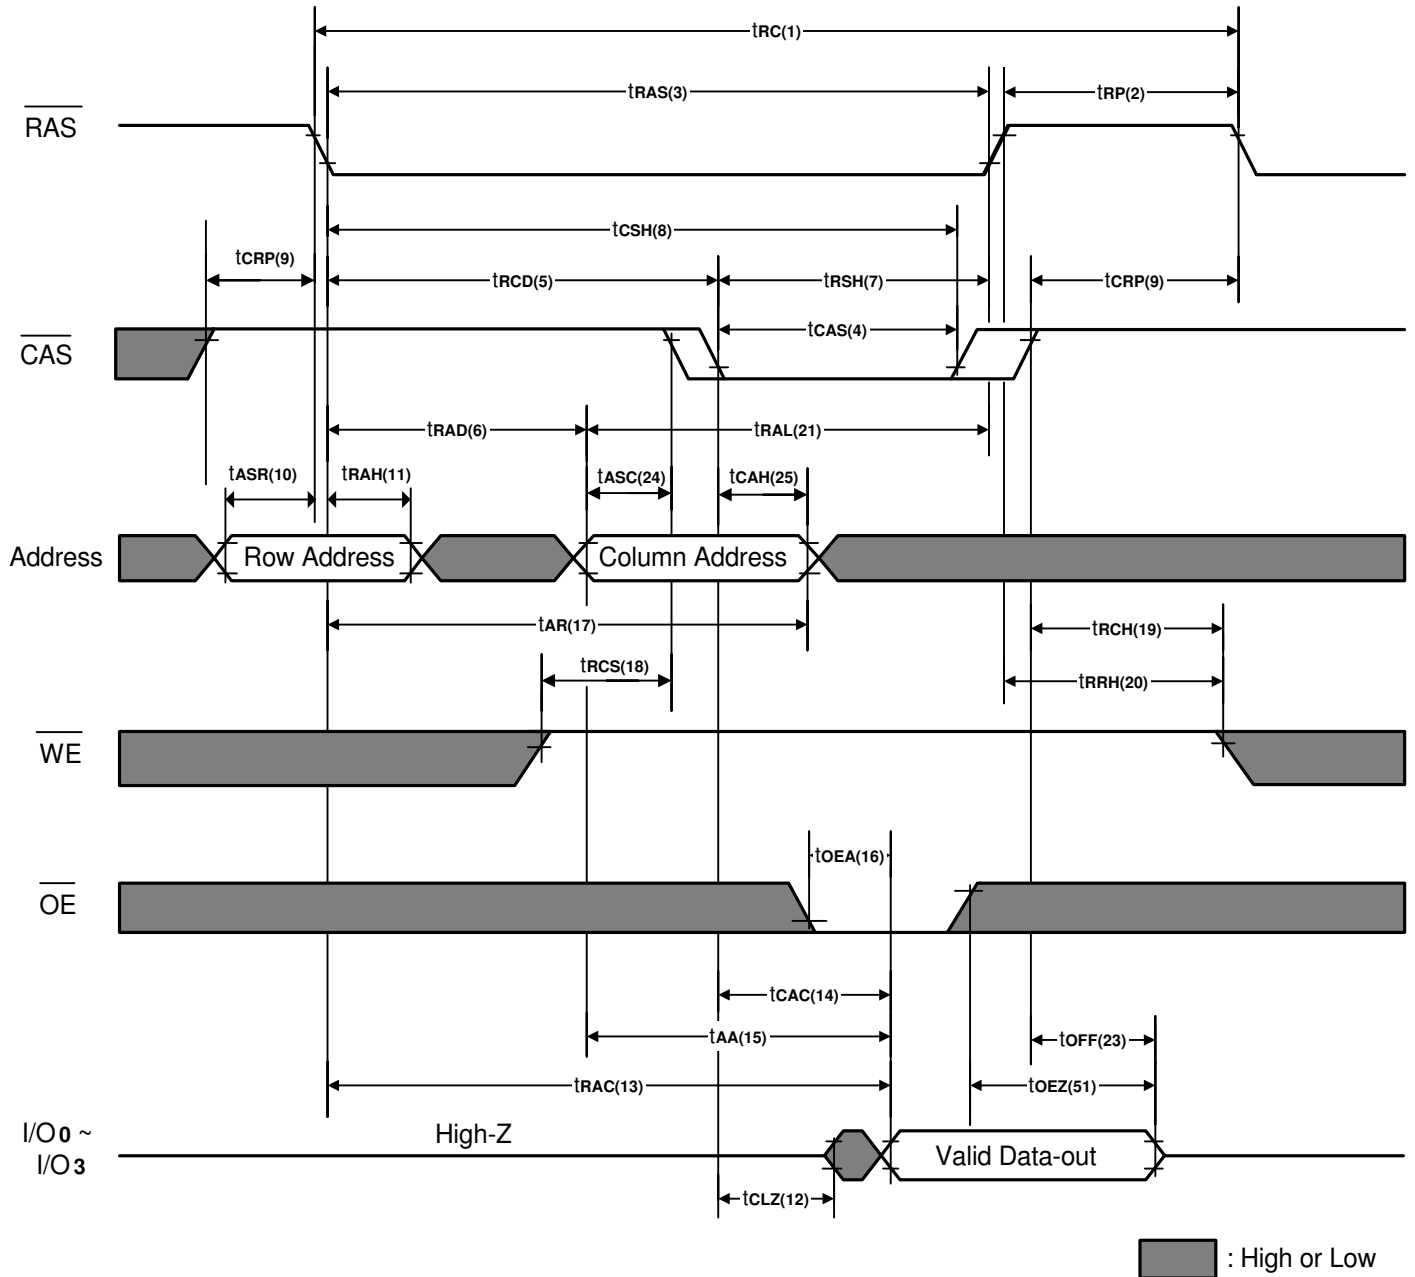 tRC(1)
tRAS(3)
tRP(2)
RAS
tCSH(8)
tCRP(9)
tRCD(5)
tRSH(7)
tCRP(9)
tCAS(4)
CAS
tRAD(6)
tRAL(21)
tASR(10)
tRAH(11)
tASC(24)
tCAH(25)
Address
Row Address
Column Address
tAR(17)
tRCH(19)
tRCS(18)
tRRH(20)
WE
tOEA(16)
OE
tCAC(14)
tAA(15)
tOFF(23)
tRAC(13)
tOEZ(51)
I/O0 ~
I/O3
High-Z
Valid Data-out
tCLZ(12)
: High or Low